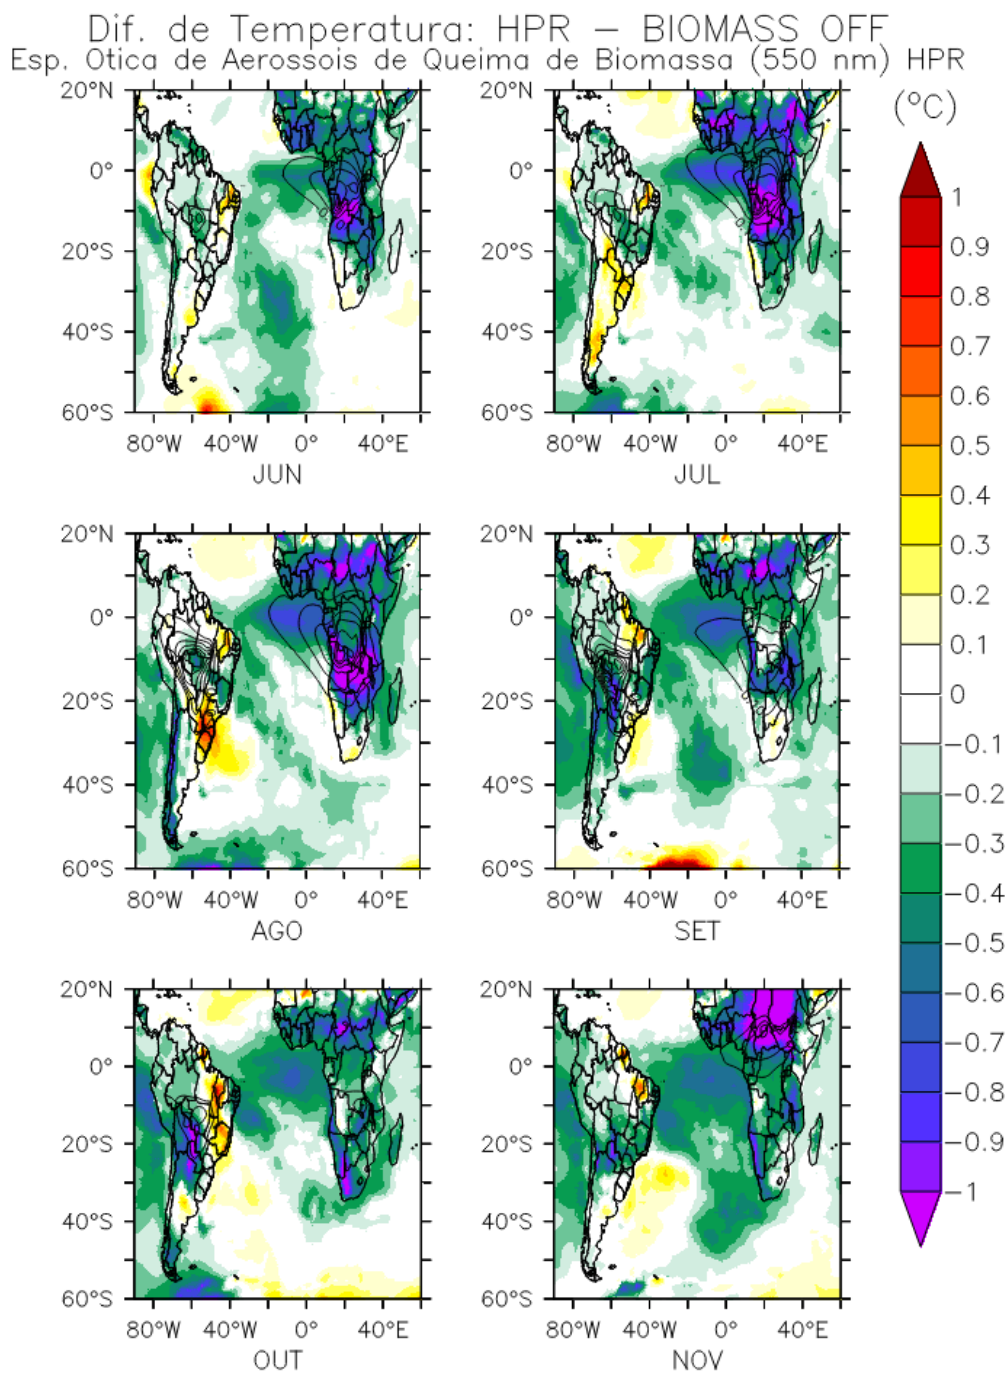 Dif. de Temperatura: HPR – BIOMASS OFF
Esp. Otica de Aerossois de Queima de Biomassa (550 nm) HPR
(°C)
20°N
0°
20°S
40°S
60°S
80°W 40°W 0° 40°E
JUN
20°N
0°
20°S
40°S
60°S
80°W 40°W 0° 40°E
JUL
20°N
0°
20°S
40°S
60°S
80°W 40°W 0° 40°E
AGO
20°N
0°
20°S
40°S
60°S
80°W 40°W 0° 40°E
SET
20°N
0°
20°S
40°S
60°S
80°W 40°W 0° 40°E
OUT
20°N
0°
20°S
40°S
60°S
80°W 40°W 0° 40°E
NOV
1
0.9
0.8
0.7
0.6
0.5
0.4
0.3
0.2
0.1
0
–0.1
–0.2
–0.3
–0.4
–0.5
–0.6
–0.7
–0.8
–0.9
–1